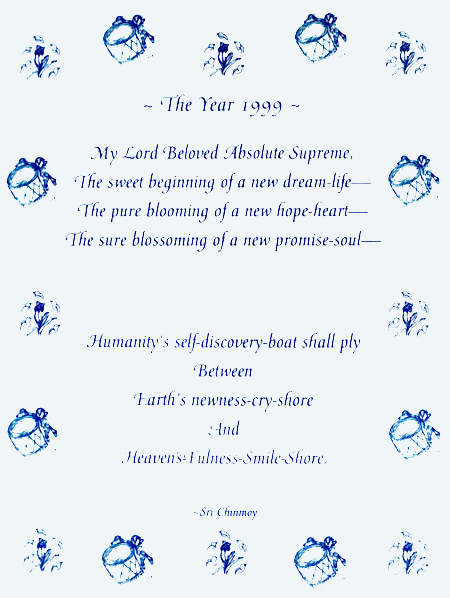 ~ The Year 1999 ~
My Lord Beloved Absolute Supreme,
The sweet beginning of a new dream-life—
The pure blooming of a new hope-heart—
The sure blossoming of a new promise-soul—
Humanity's self-discovery-boat shall ply
Between
Earth's newness-cry-shore
And
Heaven's-Fulness-Smile-Shore.
~Sri Chinmoy